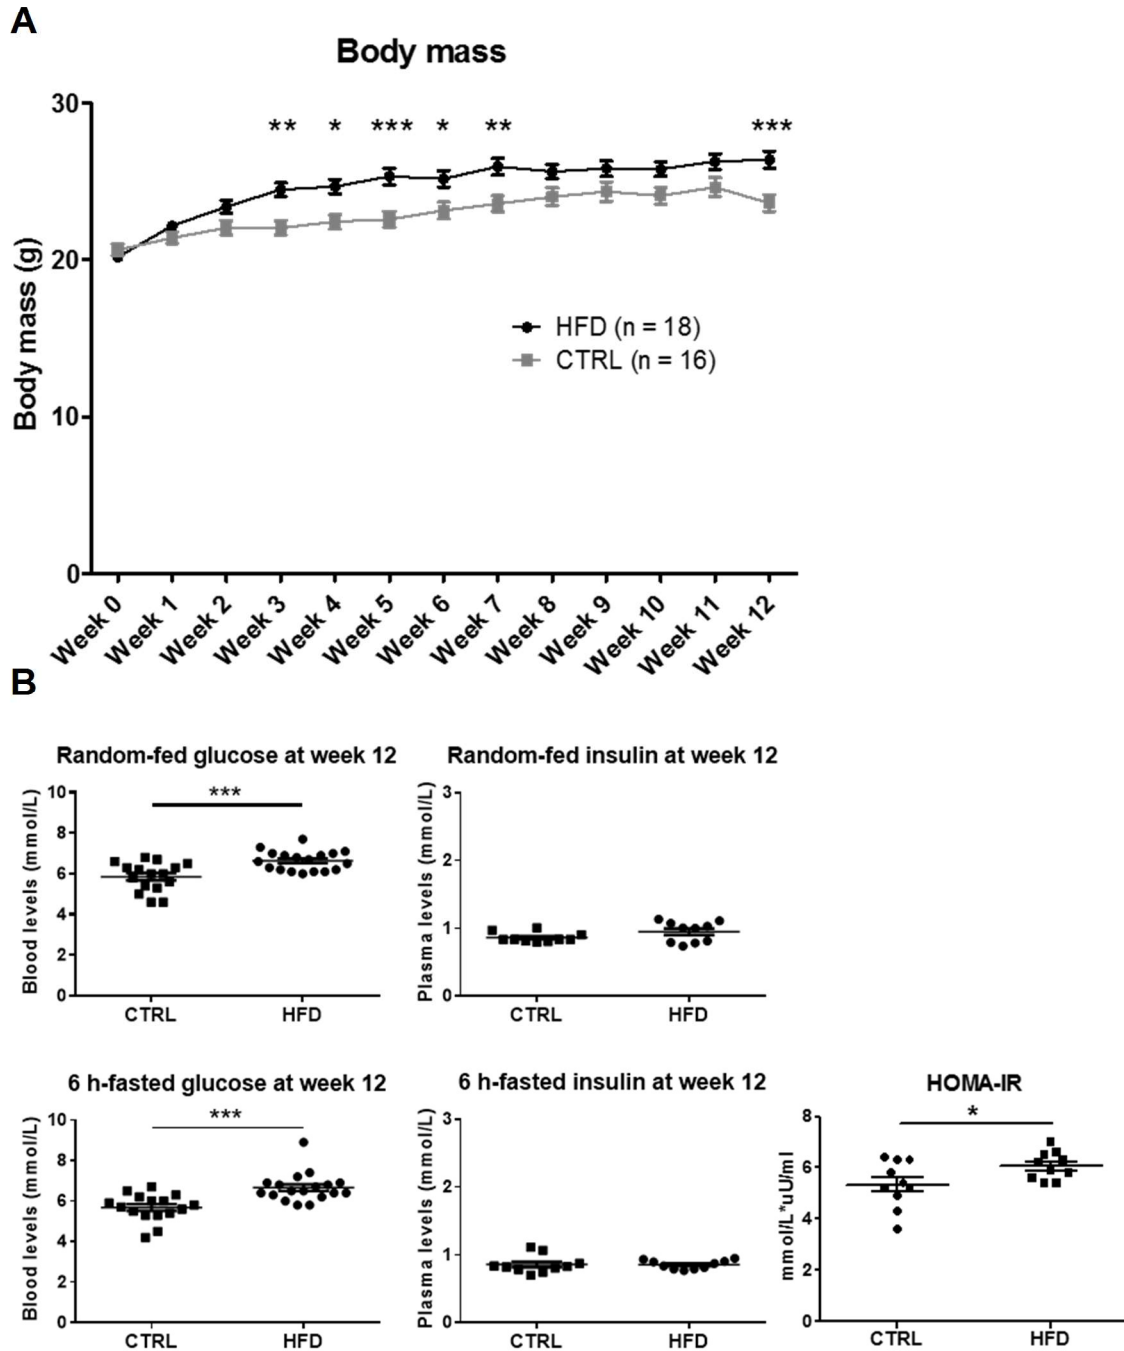 A
Body mass
30
20
10
0
Body mass (g)
** * *** * ** ***
HFD (n = 18)
CTRL (n = 16)
Week 0 Week 1 Week 2 Week 3 Week 4 Week 5 Week 6 Week 7 Week 8 Week 9 Week 10 Week 11 Week 12
B
Random-fed glucose at week 12
Blood levels (mmol/L)
10
8
6
4
2
0
***
CTRL HFD
Random-fed insulin at week 12
Plasma levels (mmol/L)
3
2
1
0
CTRL HFD
6 h-fasted glucose at week 12
Blood levels (mmol/L)
10
8
6
4
2
0
***
CTRL HFD
6 h-fasted insulin at week 12
Plasma levels (mmol/L)
3
2
1
0
CTRL HFD
HOMA-IR
mmol/L*uU/ml
8
6
4
2
0
*
CTRL HFD